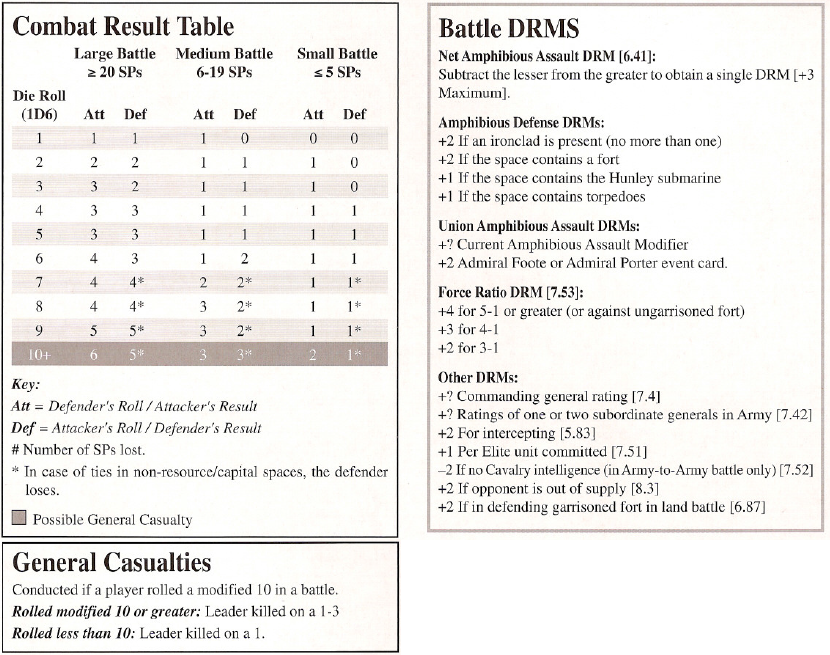 Combat Result Table
Large Battle Medium Battle Small Battle
≥ 20 SPs 6-19 SPs ≤ 5 SPs
Die Roll
(1D6) Att Def Att Def Att Def
1 1 1 1 0 0 0
2 2 2 1 1 1 0
3 3 2 1 1 1 0
4 3 3 1 1 1 1
5 3 3 1 1 1 1
6 4 3 1 2 1 1
7 4 4* 2 2* 1 1*
8 4 4* 3 2* 1 1*
9 5 5* 3 2* 1 1*
10+ 6 5* 3 3* 2 1*
Key:
Att = Defender's Roll / Attacker's Result
Def = Attacker's Roll / Defender's Result
# Number of SPs lost.
* In case of ties in non-resource/capital spaces, the defender
loses.
Possible General Casualty
General Casualties
Conducted if a player rolled a modified 10 in a battle.
Rolled modified 10 or greater: Leader killed on a 1-3
Rolled less than 10: Leader killed on a 1.
Battle DRMS
Net Amphibious Assault DRM [6.41]:
Subtract the lesser from the greater to obtain a single DRM [+3
Maximum].
Amphibious Defense DRMs:
+2 If an ironclad is present (no more than one)
+2 If the space contains a fort
+1 If the space contains the Hunley submarine
+1 If the space contains torpedoes
Union Amphibious Assault DRMs:
+? Current Amphibious Assault Modifier
+2 Admiral Foote or Admiral Porter event card.
Force Ratio DRM [7.53]:
+4 for 5-1 or greater (or against ungarrisoned fort)
+3 for 4-1
+2 for 3-1
Other DRMs:
+? Commanding general rating [7.4]
+? Ratings of one or two subordinate generals in Army [7.42]
+2 For intercepting [5.83]
+1 Per Elite unit committed [7.51]
–2 If no Cavalry intelligence (in Army-to-Army battle only) [7.52]
+2 If opponent is out of supply [8.3]
+2 If in defending garrisoned fort in land battle [6.87]